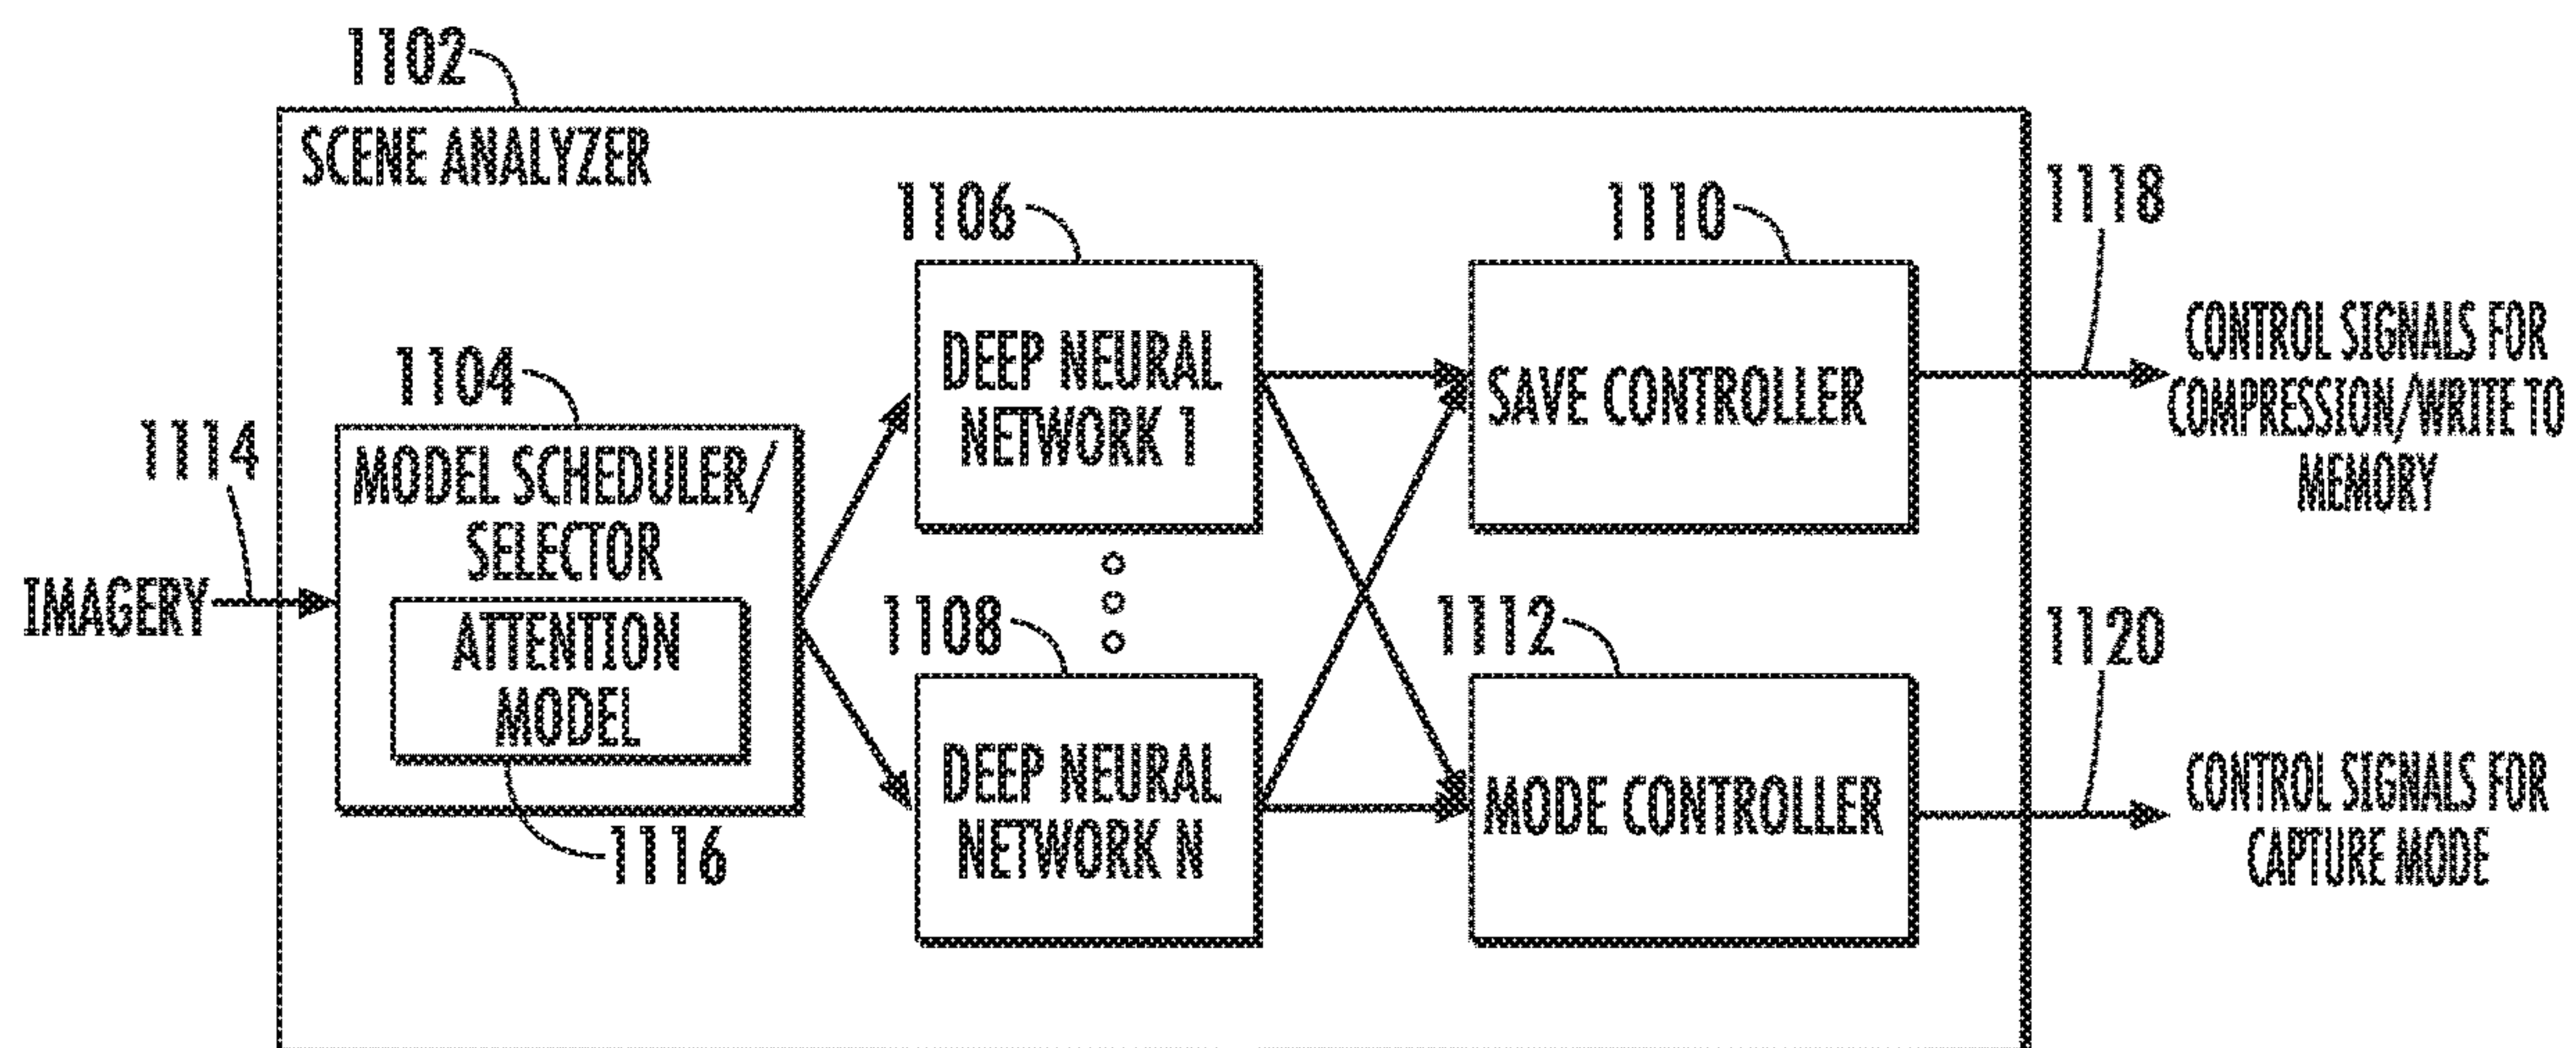 1102
SCENE ANALYZER
1106
1110
1118
1104
1114
MODEL SCHEDULER/
SELECTOR
ATTENTION
MODEL
1116
IMAGERY
DEEP NEURAL
NETWORK 1
1108
DEEP NEURAL
NETWORK N
SAVE CONTROLLER
1112
MODE CONTROLLER
CONTROL SIGNALS FOR
COMPRESSION/WRITE TO
MEMORY
1120
CONTROL SIGNALS FOR
CAPTURE MODE